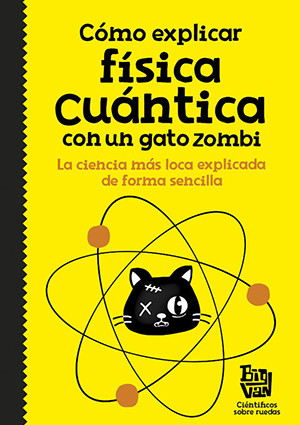 Cómo explicar
física
Cuántica
con un gato zombi
La ciencia más loca explicada
de forma sencilla
Big
Van
Científicos
sobre ruedas